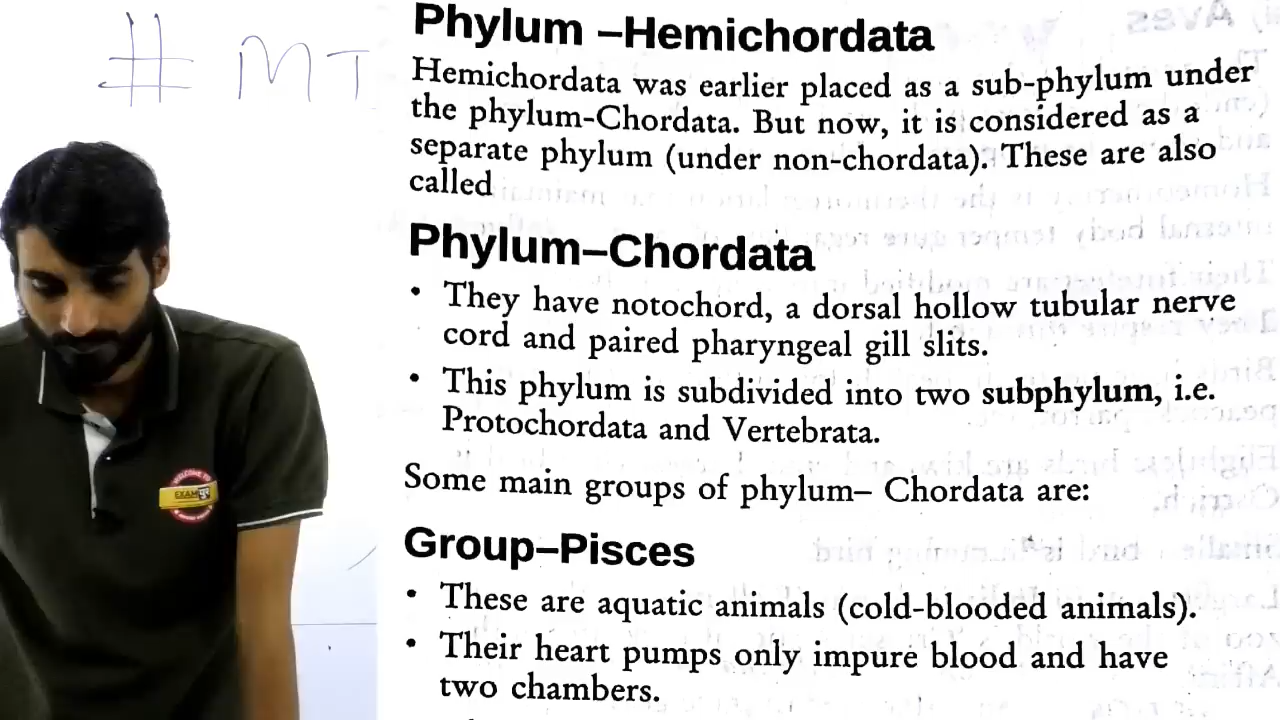 # MT
Phylum –Hemichordata
Hemichordata was earlier placed as a sub-phylum under
the phylum-Chordata. But now, it is considered as a
separate phylum (under non-chordata). These are also
called
Phylum–Chordata
• They have notochord, a dorsal hollow tubular nerve
cord and paired pharyngeal gill slits.
• This phylum is subdivided into two subphylum, i.e.
Protochordata and Vertebrata.
Some main groups of phylum– Chordata are:
Group–Pisces
• These are aquatic animals (cold-blooded animals).
• Their heart pumps only impure blood and have
two chambers.
WELCOME TO
EXAM